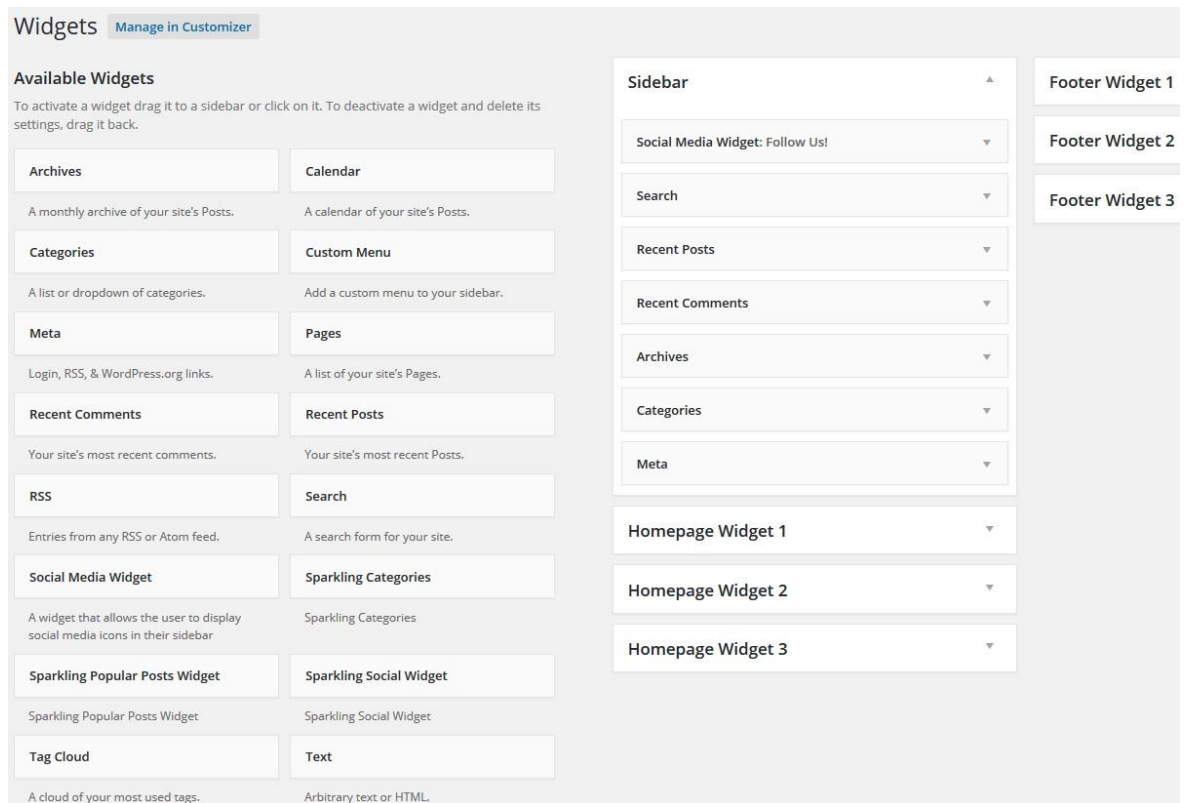 Widgets Manage in Customizer
Available Widgets
To activate a widget drag it to a sidebar or click on it. To deactivate a widget and delete its
settings, drag it back.
Archives
A monthly archive of your site's Posts.
Calendar
A calendar of your site's Posts.
Categories
A list or dropdown of categories.
Custom Menu
Add a custom menu to your sidebar.
Meta
Login, RSS, & WordPress.org links.
Pages
A list of your site's Pages.
Recent Comments
Your site's most recent comments.
Recent Posts
Your site's most recent Posts.
RSS
Entries from any RSS or Atom feed.
Search
A search form for your site.
Social Media Widget
A widget that allows the user to display
social media icons in their sidebar
Sparkling Categories
Sparkling Categories
Sparkling Popular Posts Widget
Sparkling Popular Posts Widget
Sparkling Social Widget
Sparkling Social Widget
Tag Cloud
A cloud of your most used tags.
Text
Arbitrary text or HTML.
Sidebar
Social Media Widget: Follow Us!
Search
Recent Posts
Recent Comments
Archives
Categories
Meta
Homepage Widget 1
Homepage Widget 2
Homepage Widget 3
Footer Widget 1
Footer Widget 2
Footer Widget 3